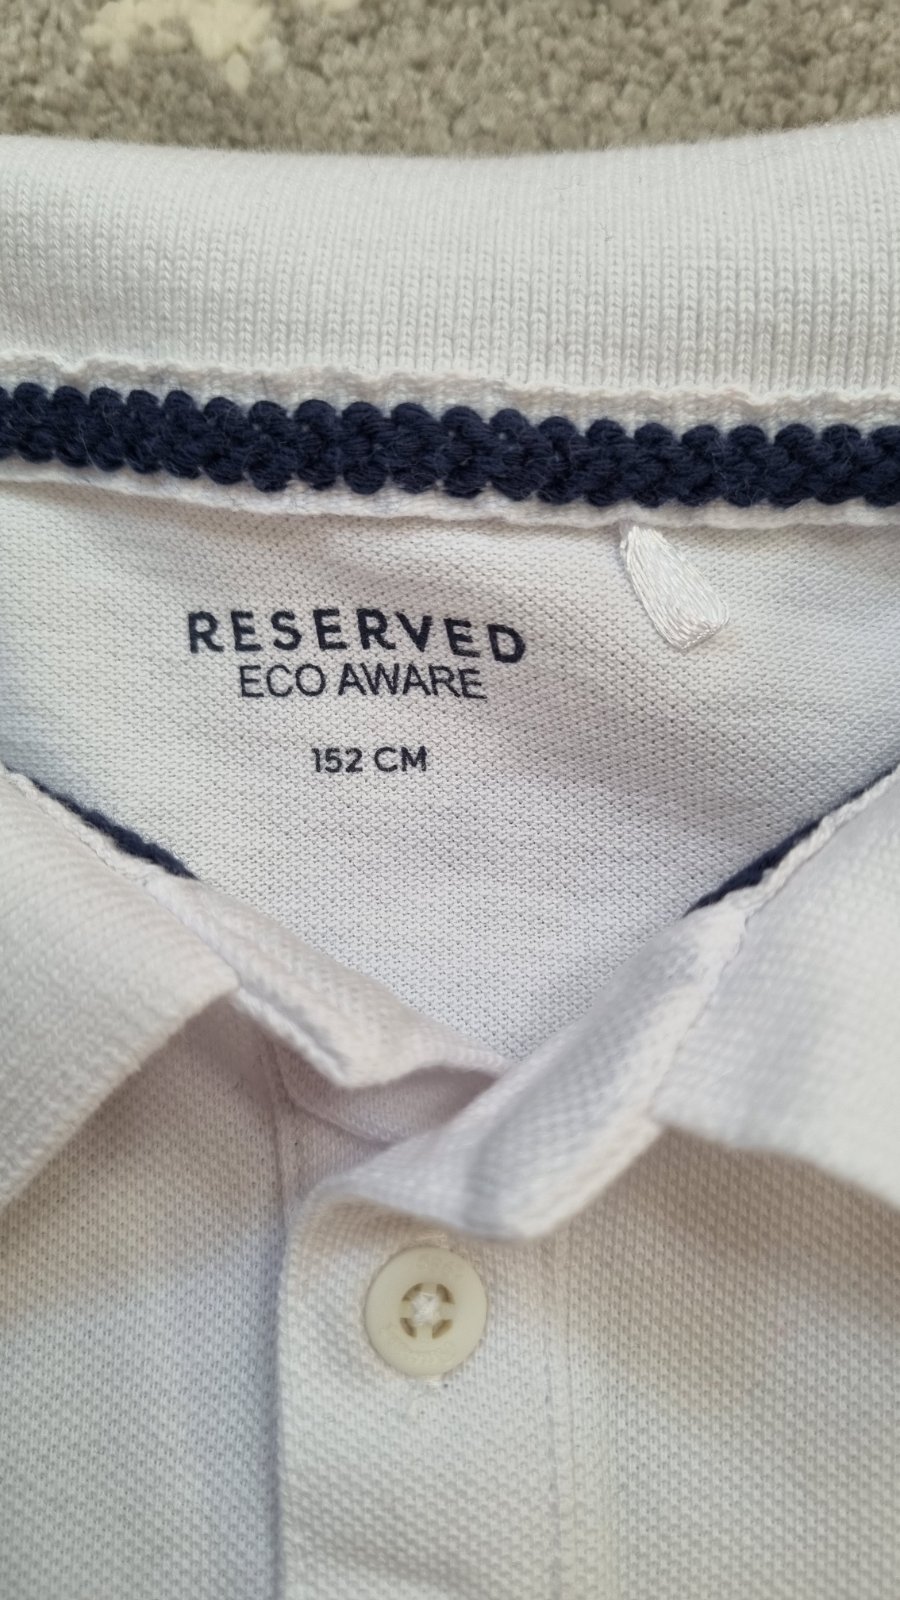 RESERVED
ECO AWARE
152 CM